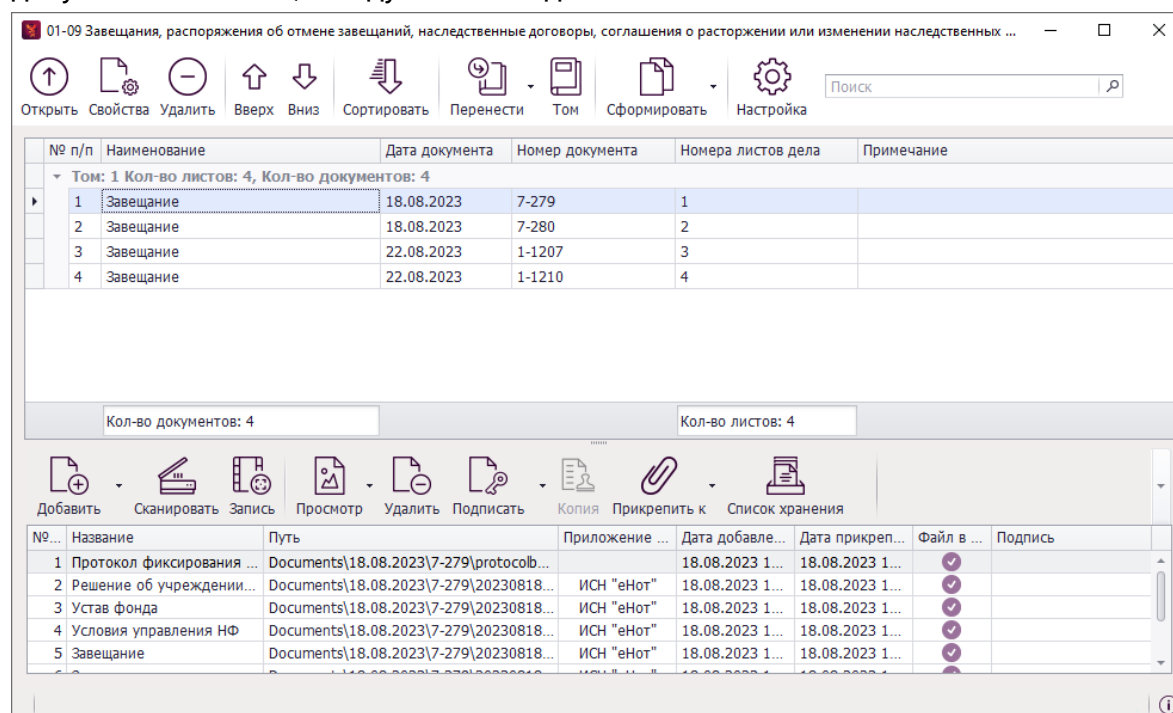 01-09 Завещания, распоряжения об отмене завещаний, наследственные договоры, соглашения о расторжении или изменении наследственных ...
Открыть Свойства Удалить Вверх Вниз Сортировать Перенести Том Сформировать Настройка Поиск
№ п/п Наименование Дата документа Номер документа Номера листов дела Примечание
Том: 1 Кол-во листов: 4, Кол-во документов: 4
1 Завещание 18.08.2023 7-279 1
2 Завещание 18.08.2023 7-280 2
3 Завещание 22.08.2023 1-1207 3
4 Завещание 22.08.2023 1-1210 4
Кол-во документов: 4 Кол-во листов: 4
Добавить Сканировать Запись Просмотр Удалить Подписать Копия Прикрепить к Список хранения
№... Название Путь Приложение ... Дата добавле... Дата прикреп... Файл в ... Подпись
1 Протокол фиксирования ... Documents\18.08.2023\7-279\protocolb... 18.08.2023 1... 18.08.2023 1...
2 Решение об учреждении... Documents\18.08.2023\7-279\20230818... ИСН "еНот" 18.08.2023 1... 18.08.2023 1...
3 Устав фонда Documents\18.08.2023\7-279\20230818... ИСН "еНот" 18.08.2023 1... 18.08.2023 1...
4 Условия управления НФ Documents\18.08.2023\7-279\20230818... ИСН "еНот" 18.08.2023 1... 18.08.2023 1...
5 Завещание Documents\18.08.2023\7-279\20230818... ИСН "еНот" 18.08.2023 1... 18.08.2023 1...